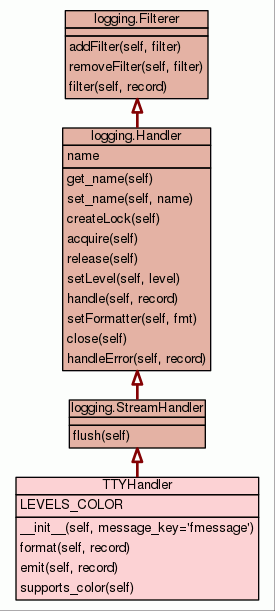 logging.Filterer
addFilter(self, filter)
removeFilter(self, filter)
filter(self, record)
logging.Handler
name
get_name(self)
set_name(self, name)
createLock(self)
acquire(self)
release(self)
setLevel(self, level)
handle(self, record)
setFormatter(self, fmt)
close(self)
handleError(self, record)
logging.StreamHandler
flush(self)
TTYHandler
LEVELS_COLOR
__init__(self, message_key='fmessage')
format(self, record)
emit(self, record)
supports_color(self)